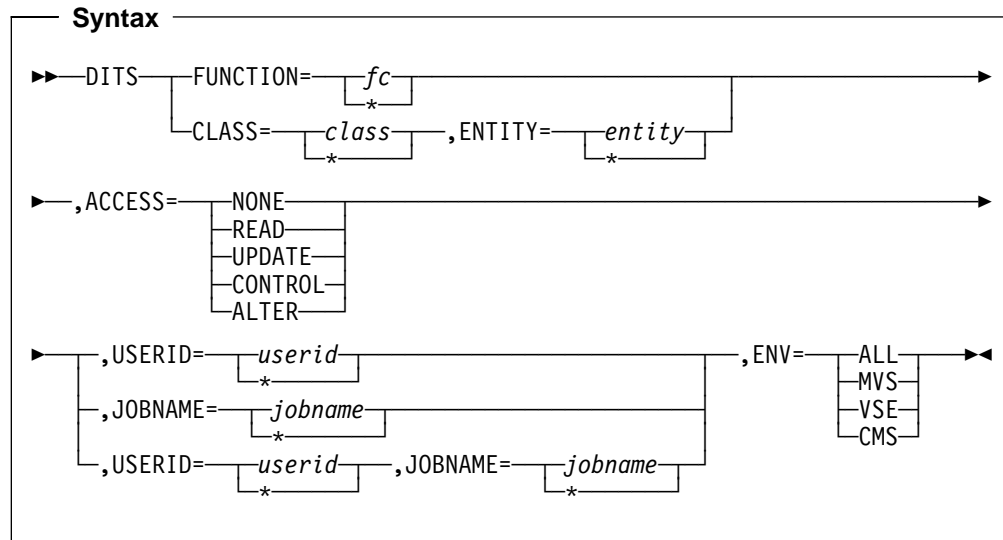 Syntax
DITS FUNCTION= fc
*
CLASS= class ,ENTITY= entity
* *
,ACCESS= NONE
READ
UPDATE
CONTROL
ALTER
,USERID= userid ,ENV= ALL
* MVS
,JOBNAME= jobname VSE
* CMS
,USERID= userid ,JOBNAME= jobname
* *